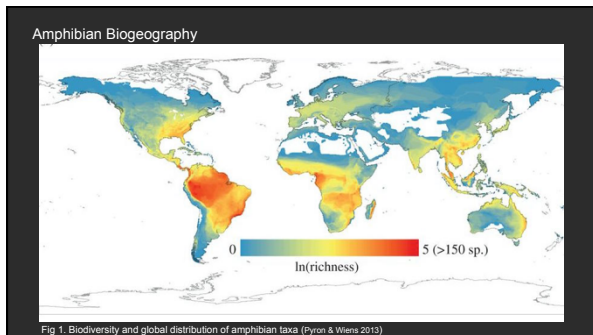 Amphibian Biogeography
0 5 (>150 sp.)
ln(richness)
Fig 1. Biodiversity and global distribution of amphibian taxa (Pyron & Wiens 2013)